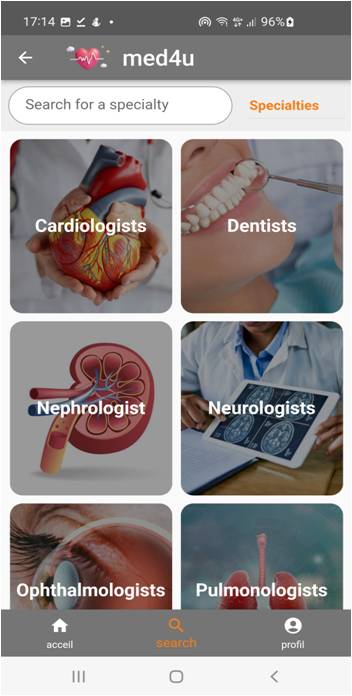 17:14 96%
med4u
Search for a specialty
Specialties
Cardiologists
Dentists
Nephrologist
Neurologists
Ophthalmologists
Pulmonologists
acceil
search
profil